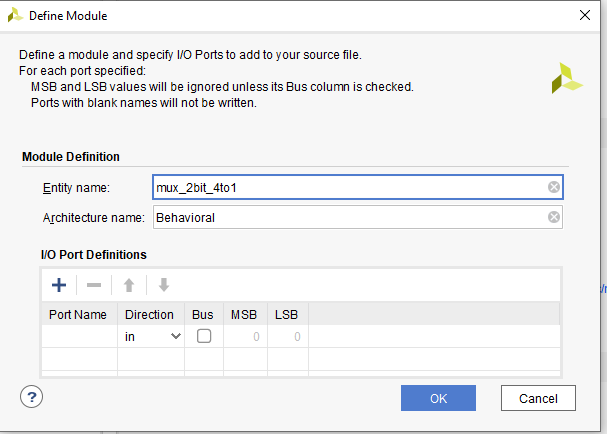 Define Module
Define a module and specify I/O Ports to add to your source file.
For each port specified:
MSB and LSB values will be ignored unless its Bus column is checked.
Ports with blank names will not be written.
Module Definition
Entity name: mux_2bit_4to1
Architecture name: Behavioral
I/O Port Definitions
Port Name Direction Bus MSB LSB
in 0 0
? OK Cancel